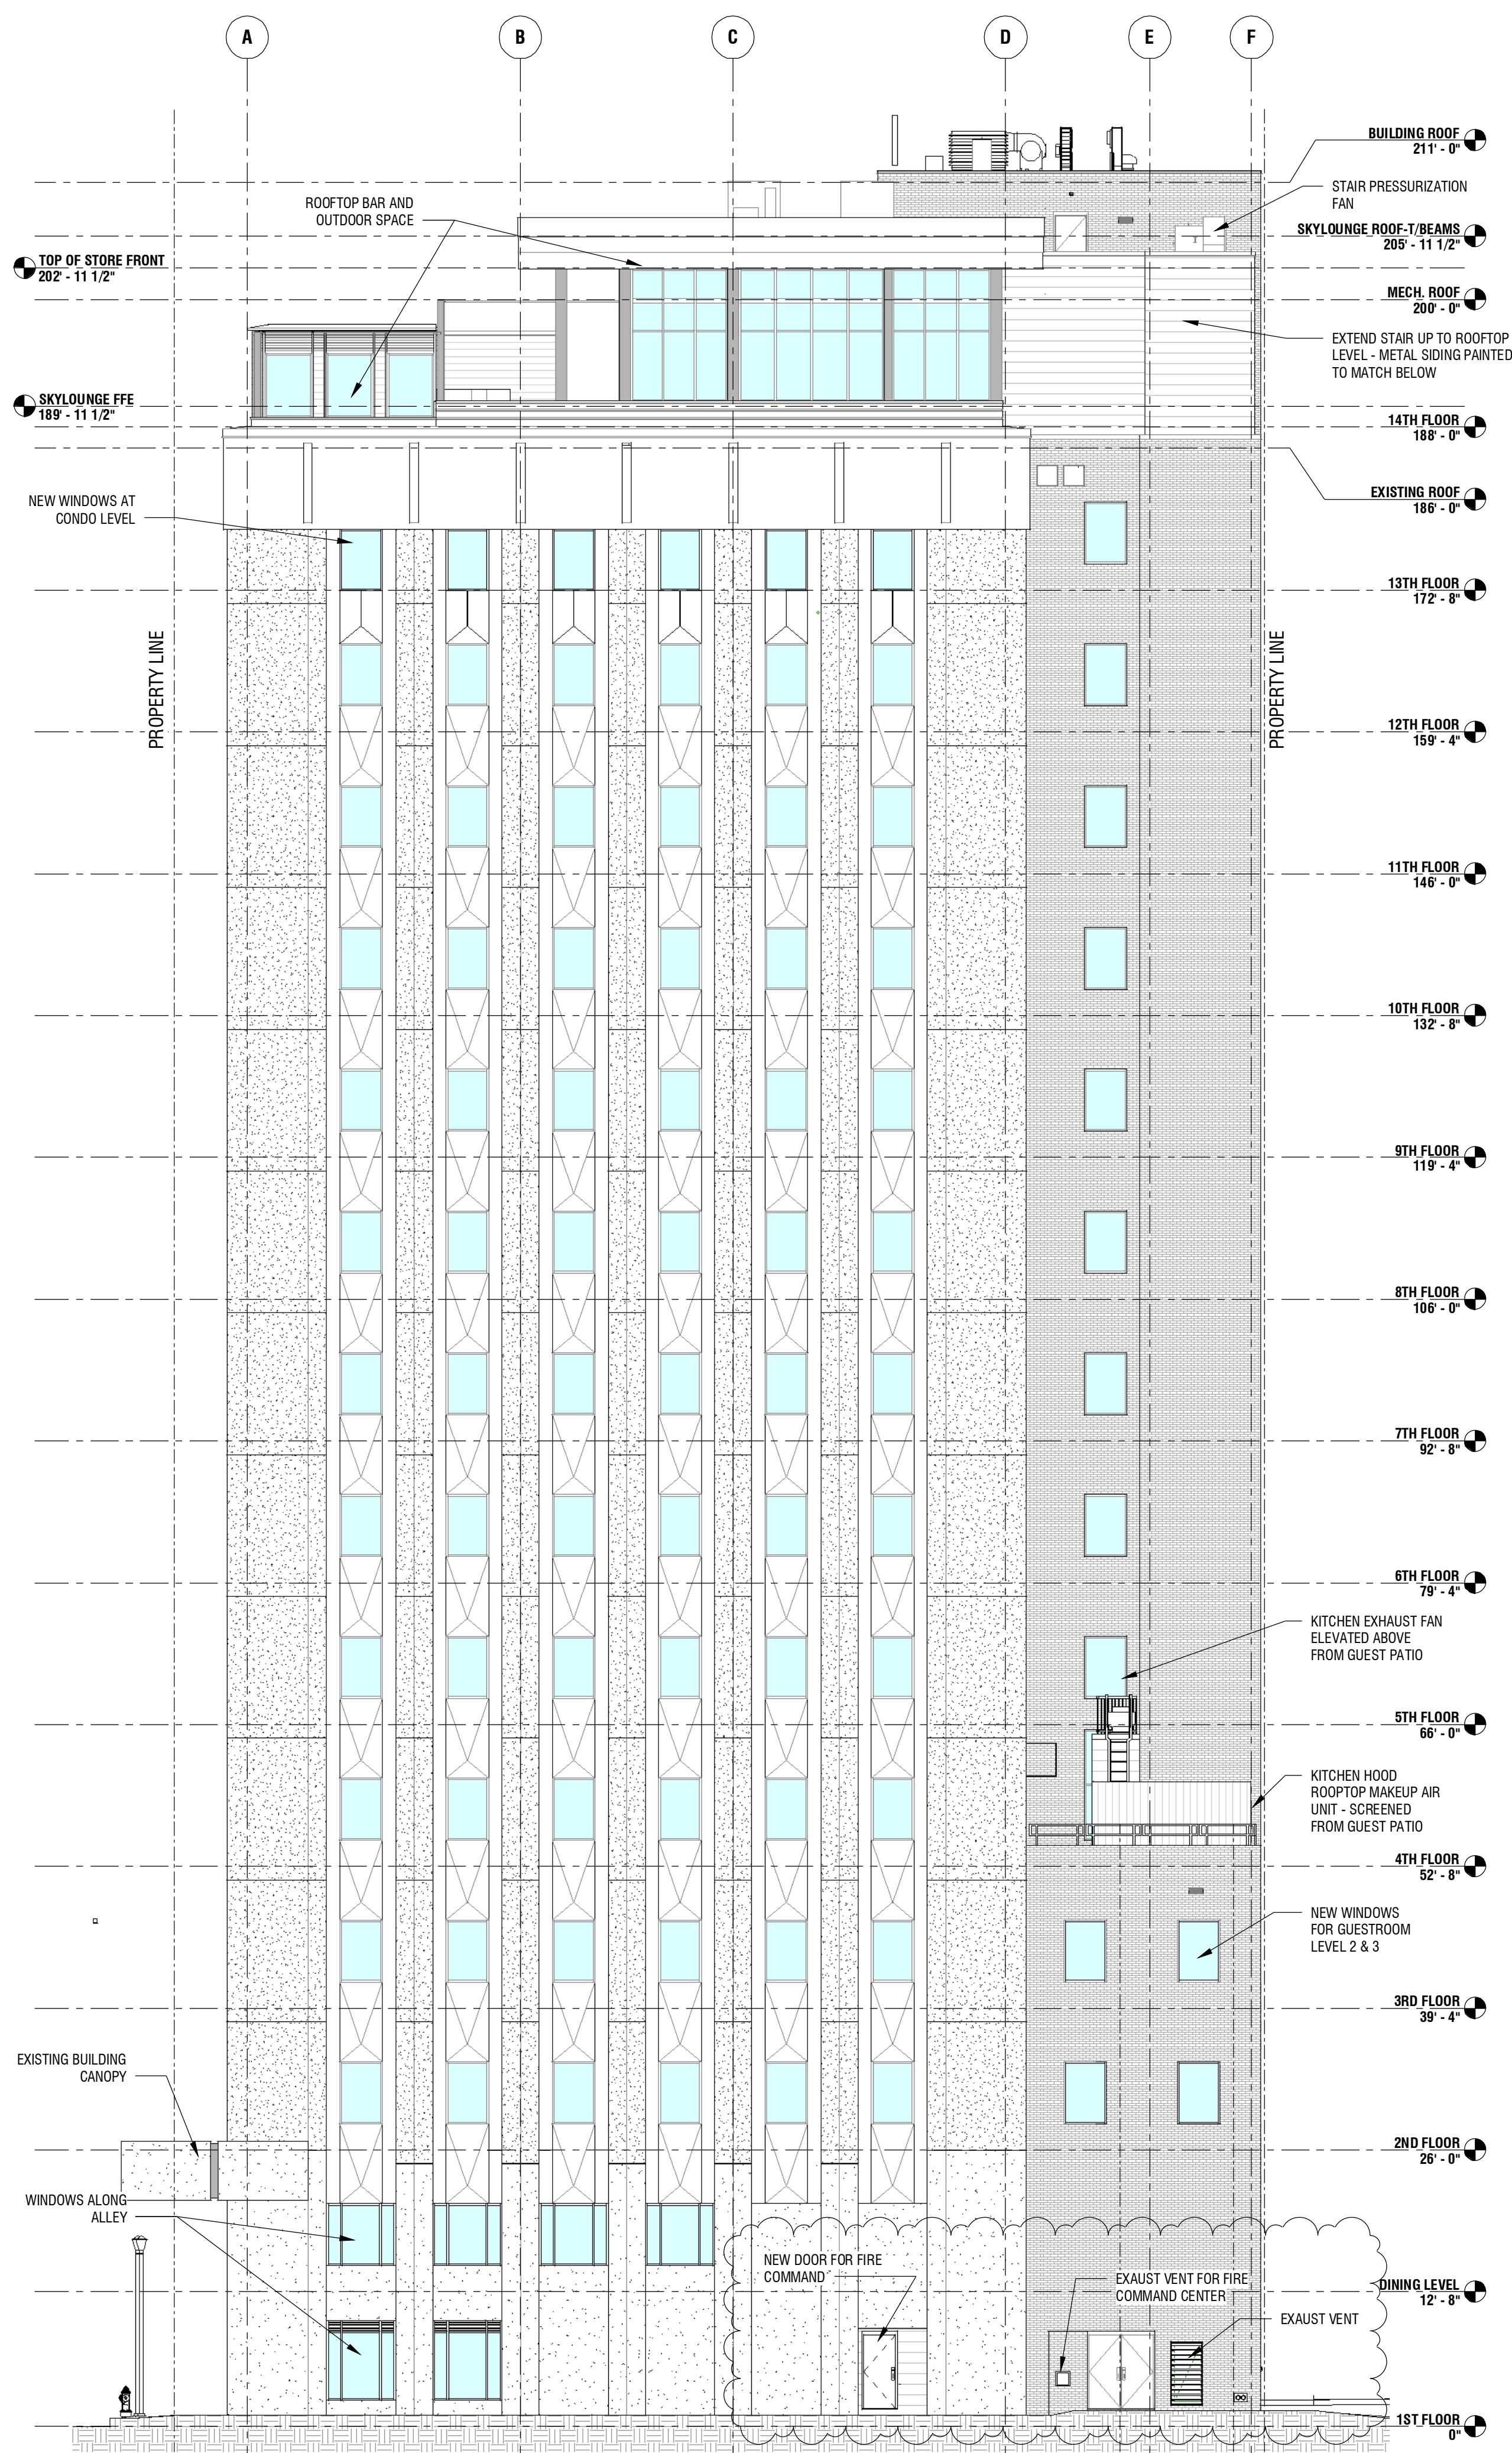 A
B
C
D
E
F
BUILDING ROOF
211' - 0"
STAIR PRESSURIZATION
FAN
ROOFTOP BAR AND
OUTDOOR SPACE
SKYLOUNGE ROOF-T/BEAMS
205' - 11 1/2"
TOP OF STORE FRONT
202' - 11 1/2"
MECH. ROOF
200' - 0"
EXTEND STAIR UP TO ROOFTOP
LEVEL - METAL SIDING PAINTED
TO MATCH BELOW
SKYLOUNGE FFE
189' - 11 1/2"
14TH FLOOR
188' - 0"
EXISTING ROOF
186' - 0"
NEW WINDOWS AT
CONDO LEVEL
13TH FLOOR
172' - 8"
PROPERTY LINE
PROPERTY LINE
12TH FLOOR
159' - 4"
11TH FLOOR
146' - 0"
10TH FLOOR
132' - 8"
9TH FLOOR
119' - 4"
8TH FLOOR
106' - 0"
7TH FLOOR
92' - 8"
6TH FLOOR
79' - 4"
KITCHEN EXHAUST FAN
ELEVATED ABOVE
FROM GUEST PATIO
5TH FLOOR
66' - 0"
KITCHEN HOOD
ROOPTOP MAKEUP AIR
UNIT - SCREENED
FROM GUEST PATIO
4TH FLOOR
52' - 8"
NEW WINDOWS
FOR GUESTROOM
LEVEL 2 & 3
3RD FLOOR
39' - 4"
EXISTING BUILDING
CANOPY
2ND FLOOR
26' - 0"
WINDOWS ALONG
ALLEY
NEW DOOR FOR FIRE
COMMAND
EXAUST VENT FOR FIRE
COMMAND CENTER
DINING LEVEL
12' - 8"
EXAUST VENT
1ST FLOOR
0"